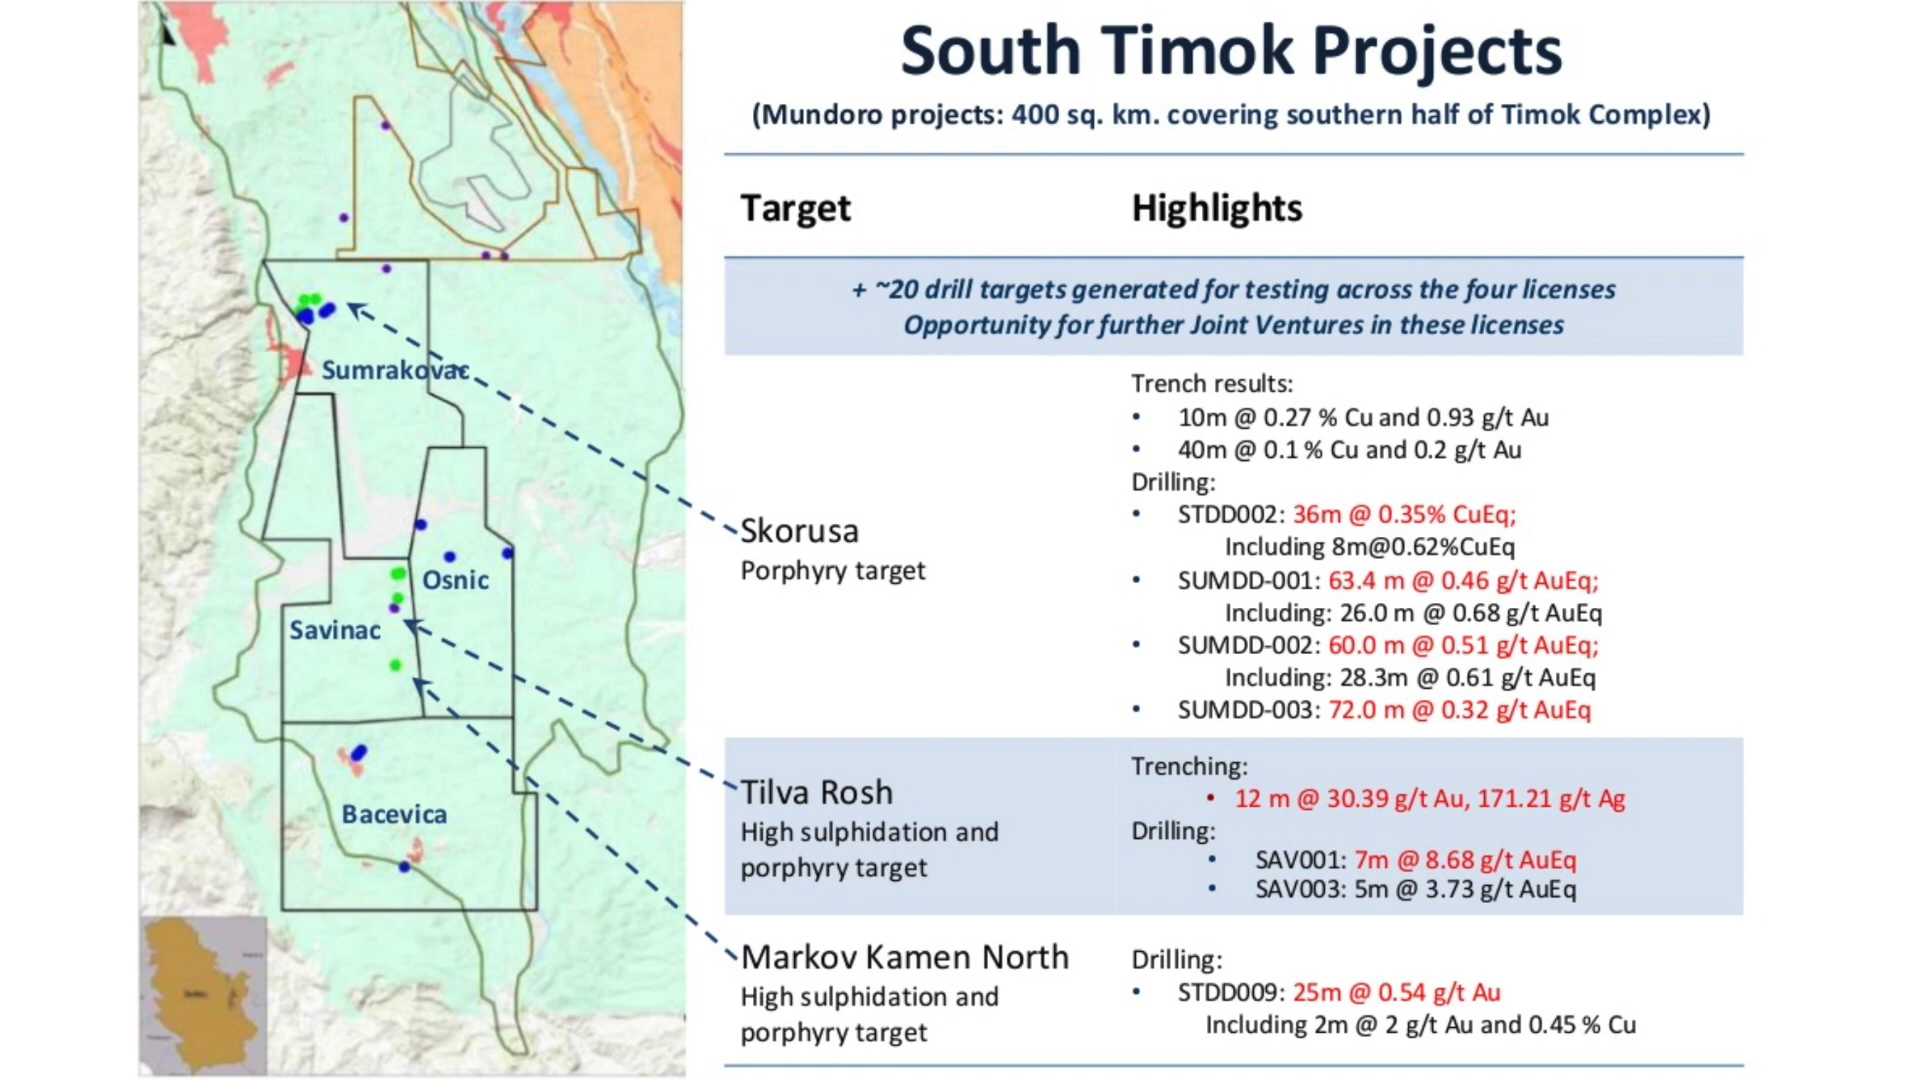 South Timok Projects
(Mundoro projects: 400 sq. km. covering southern half of Timok Complex)
Target
Highlights
+ ~20 drill targets generated for testing across the four licenses
Opportunity for further Joint Ventures in these licenses
Skorusa
Porphyry target
Trench results:
• 10m @ 0.27 % Cu and 0.93 g/t Au
• 40m @ 0.1 % Cu and 0.2 g/t Au
Drilling:
• STDD002: 36m @ 0.35% CuEq;
Including 8m@0.62%CuEq
• SUMDD-001: 63.4 m @ 0.46 g/t AuEq;
Including: 26.0 m @ 0.68 g/t AuEq
• SUMDD-002: 60.0 m @ 0.51 g/t AuEq;
Including: 28.3m @ 0.61 g/t AuEq
• SUMDD-003: 72.0 m @ 0.32 g/t AuEq
Tilva Rosh
High sulphidation and
porphyry target
Trenching:
• 12 m @ 30.39 g/t Au, 171.21 g/t Ag
Drilling:
• SAV001: 7m @ 8.68 g/t AuEq
• SAV003: 5m @ 3.73 g/t AuEq
Markov Kamen North
High sulphidation and
porphyry target
Drilling:
• STDD009: 25m @ 0.54 g/t Au
Including 2m @ 2 g/t Au and 0.45 % Cu
Sumrakovac
Osnic
Savinac
Bacevica